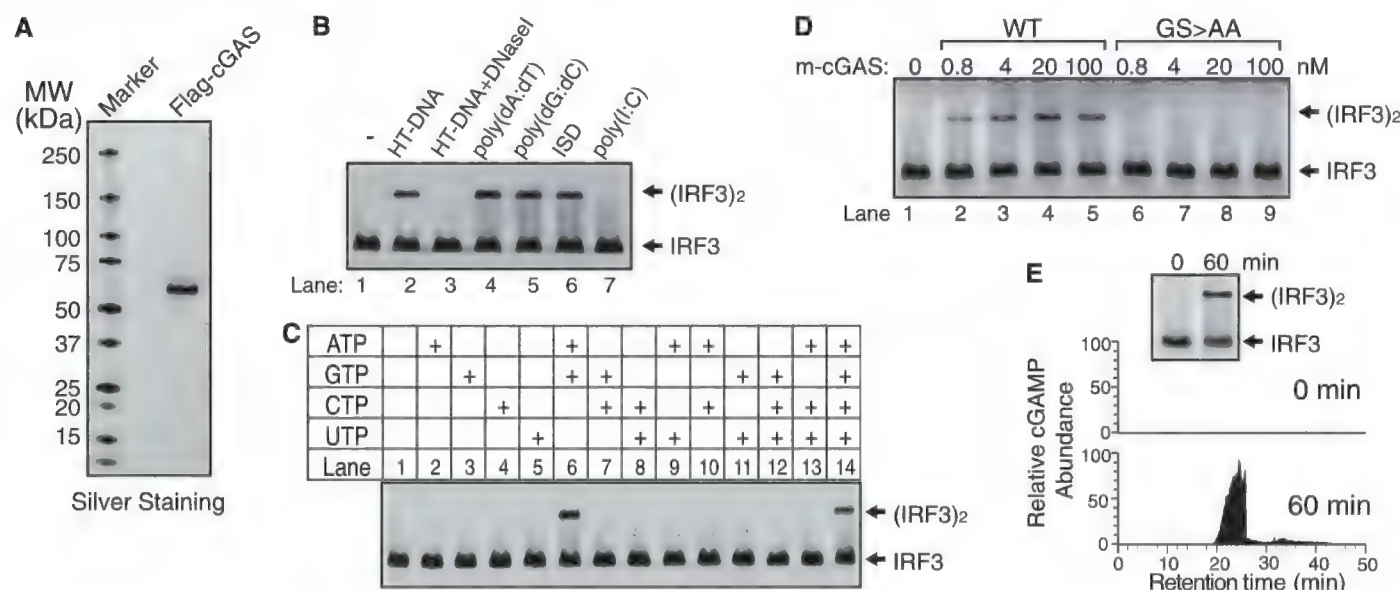 A
MW
(kDa)
Marker
Flag-cGAS
250
150
100
75
50
37
25
20
15
Silver Staining
B
-
HT-DNA
HT-DNA+DNaseI
poly(dA:dT)
poly(dG:dC)
ISD
poly(I:C)
(IRF3)2
IRF3
Lane: 1 2 3 4 5 6 7
C
ATP + + + + + +
GTP + + + + + +
CTP + + + + + + +
UTP + + + + + + +
Lane 1 2 3 4 5 6 7 8 9 10 11 12 13 14
(IRF3)2
IRF3
D
WT GS>AA
m-cGAS: 0 0.8 4 20 100 0.8 4 20 100 nM
(IRF3)2
IRF3
Lane 1 2 3 4 5 6 7 8 9
E
0 60 min
(IRF3)2
IRF3
Relative cGAMP
Abundance
100
50
0
0 min
100
50
0
60 min
0 10 20 30 40 50
Retention time (min)